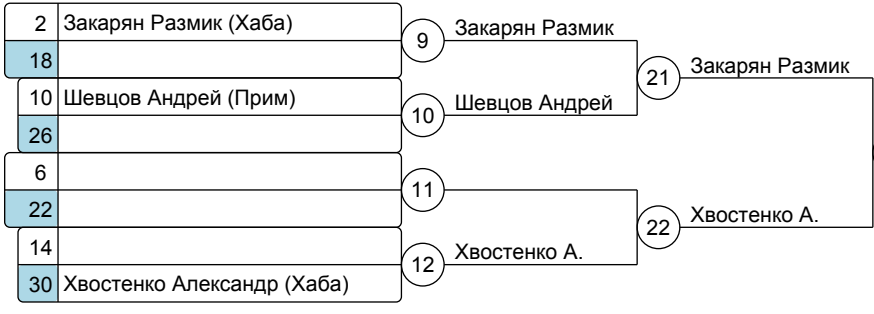 2 Закарян Размик (Хаба)
18
9 Закарян Размик
10 Шевцов Андрей (Прим)
26
10 Шевцов Андрей
21 Закарян Размик
6
22
11
14
30 Хвостенко Александр (Хаба)
12 Хвостенко А.
22 Хвостенко А.